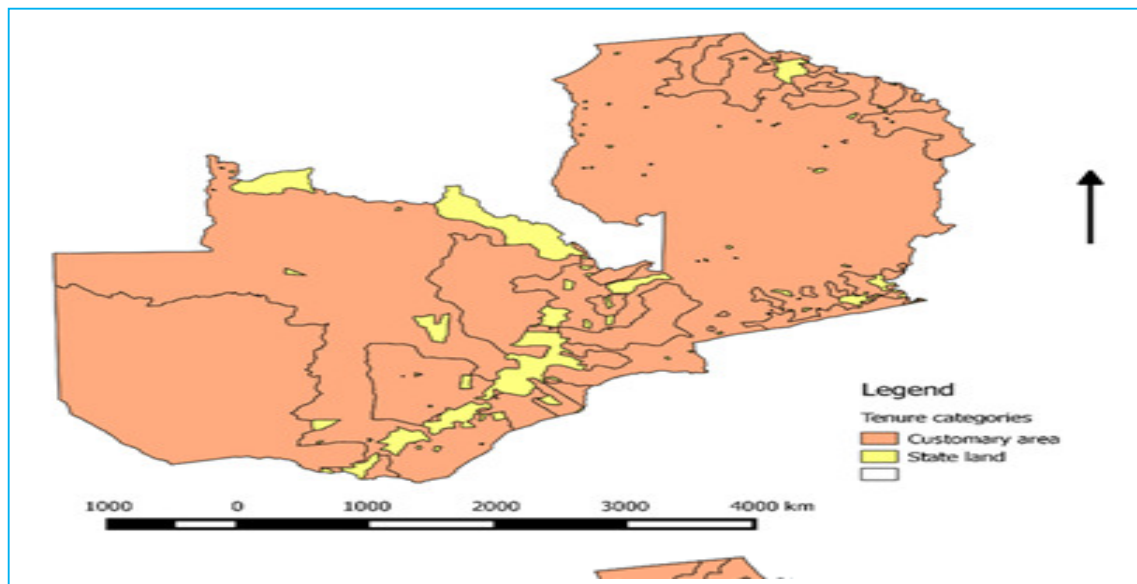 Legend
Tenure categories
Customary area
State land
1000 0 1000 2000 3000 4000 km